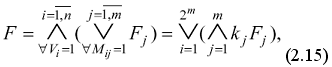 F = \bigwedge_{\forall V_i=1}^{i=\overline{1,n}} ( \bigvee_{\forall M_{ij}=1}^{j=\overline{1,m}} F_j ) = \bigvee_{i=1}^{2^m} ( \bigwedge_{j=1}^{m} k_j F_j ),
(2.15)